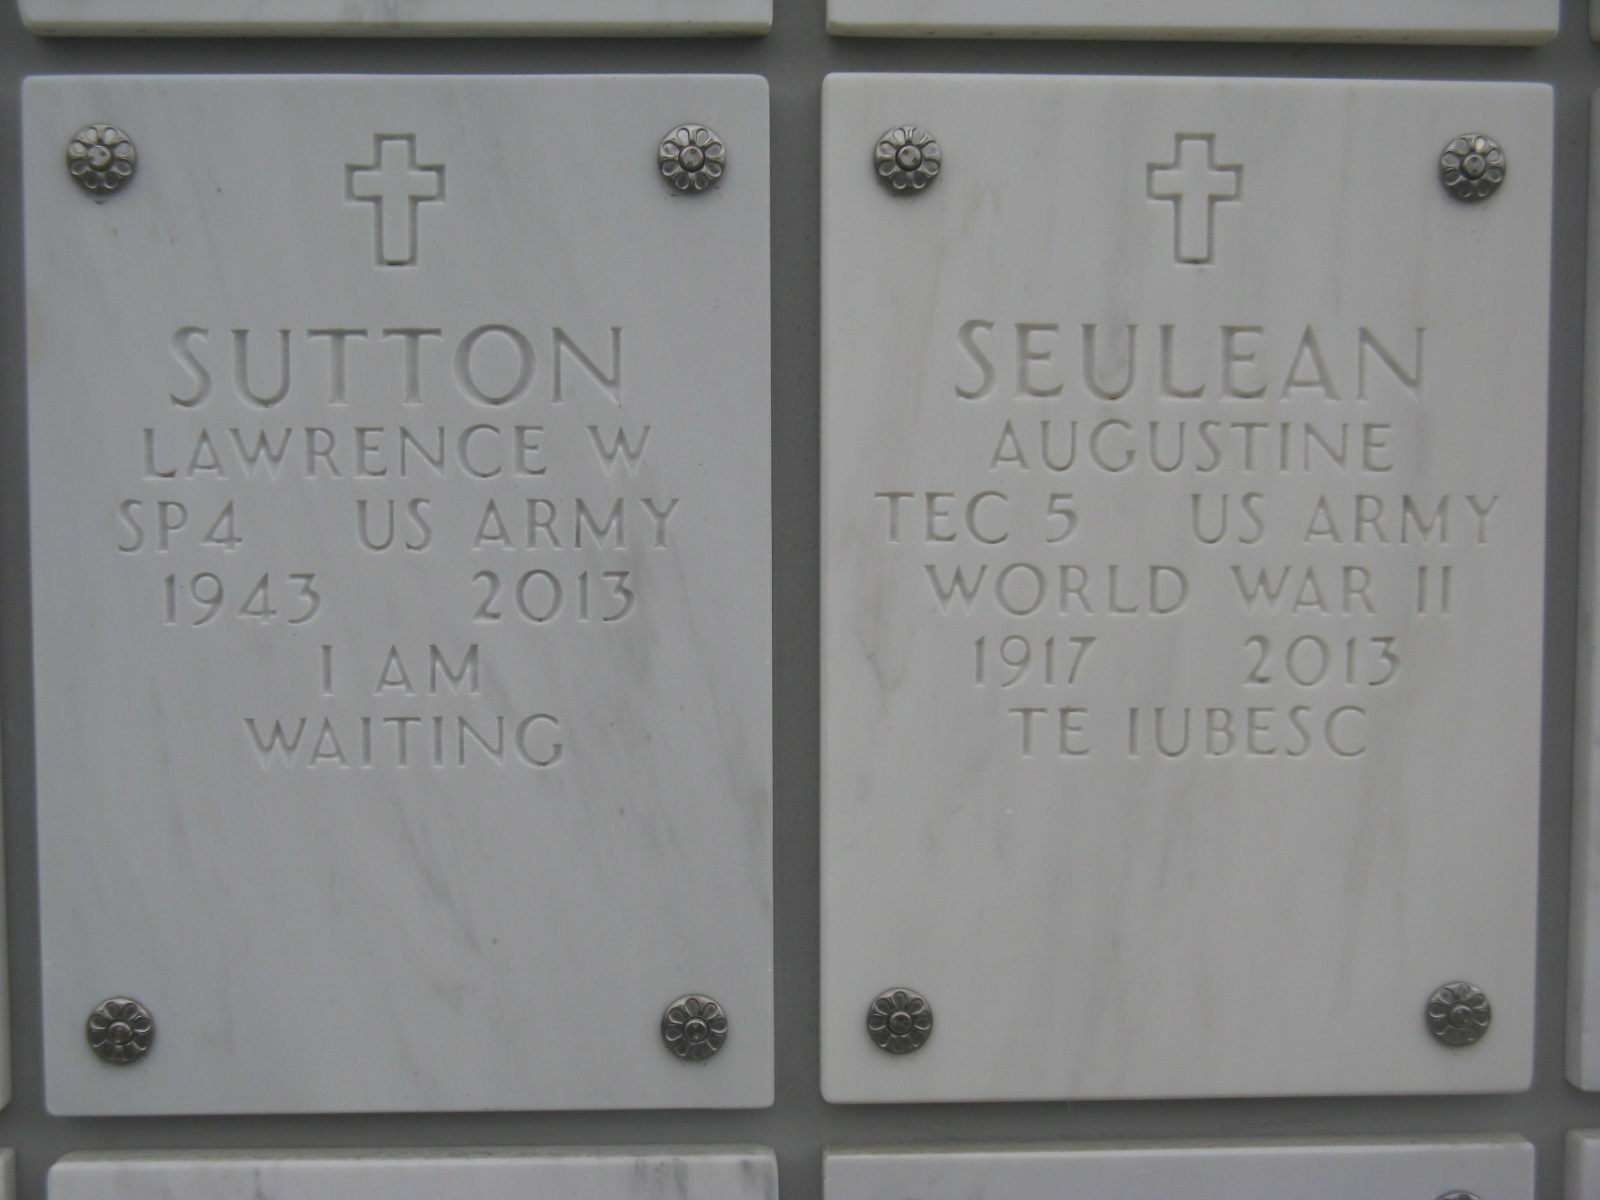 SUTTON
LAWRENCE W
SP4 US ARMY
1943 2013
I AM
WAITING
SEULEAN
AUGUSTINE
TEC 5 US ARMY
WORLD WAR II
1917 2013
TE IUBESC